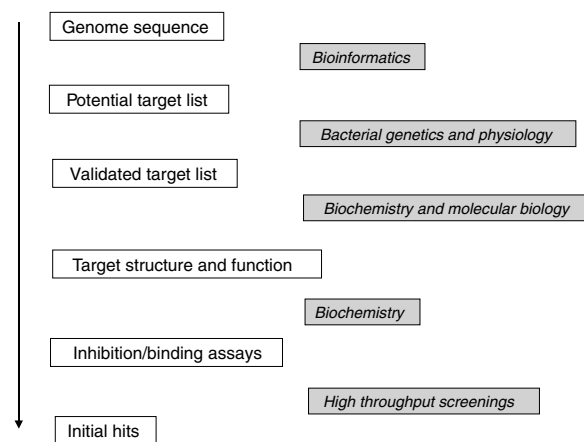 Genome sequence
Bioinformatics
Potential target list
Bacterial genetics and physiology
Validated target list
Biochemistry and molecular biology
Target structure and function
Biochemistry
Inhibition/binding assays
High throughput screenings
Initial hits